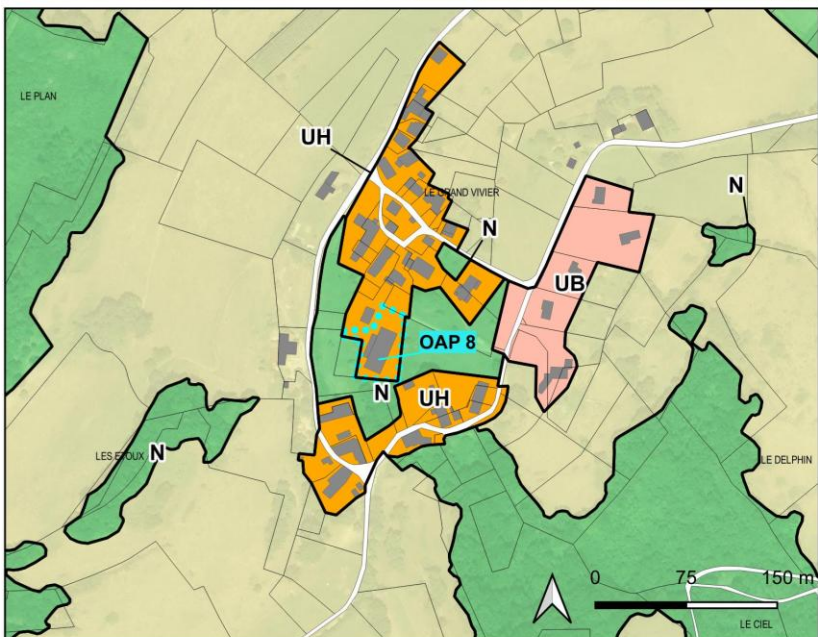 LE PLAN
UH
LE GRAND VIVIER
N
N
UB
OAP 8
N
UH
LES ETOUX
N
LE DELPHIN
0 75 150 m
LE CIEL